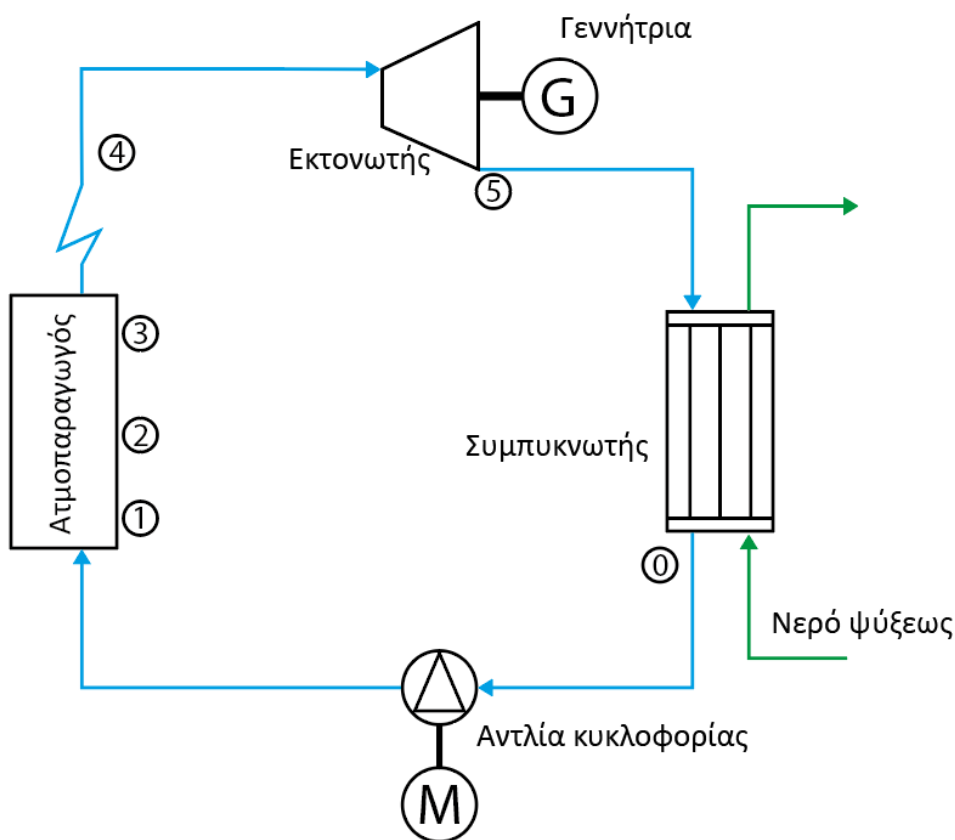 Γεννήτρια
G
4
Εκτονωτής
5
3
Ατμοπαραγωγός
2
Συμπυκνωτής
1
0
Νερό ψύξεως
Αντλία κυκλοφορίας
M